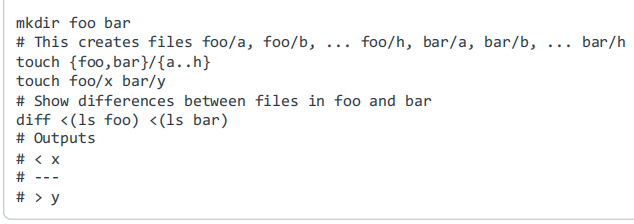 mkdir foo bar
# This creates files foo/a, foo/b, ... foo/h, bar/a, bar/b, ... bar/h
touch {foo,bar}/{a..h}
touch foo/x bar/y
# Show differences between files in foo and bar
diff <(ls foo) <(ls bar)
# Outputs
# < x
# ---
# > y